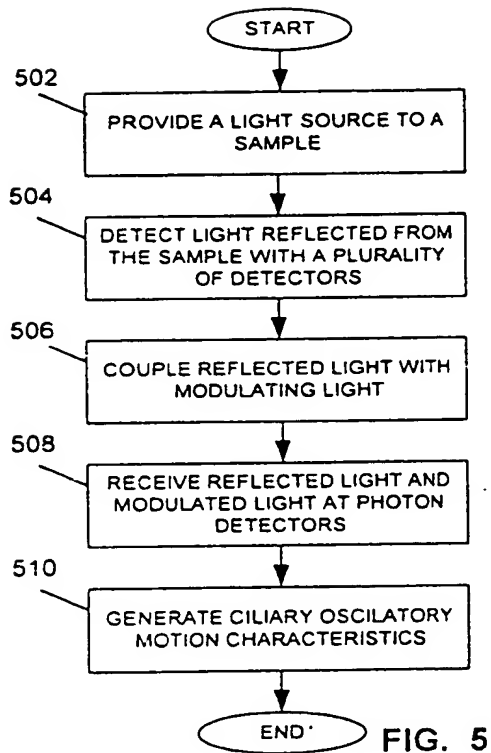 START
502
PROVIDE A LIGHT SOURCE TO A
SAMPLE
504
DETECT LIGHT REFLECTED FROM
THE SAMPLE WITH A PLURALITY
OF DETECTORS
506
COUPLE REFLECTED LIGHT WITH
MODULATING LIGHT
508
RECEIVE REFLECTED LIGHT AND
MODULATED LIGHT AT PHOTON
DETECTORS
510
GENERATE CILIARY OSCILATORY
MOTION CHARACTERISTICS
END
FIG. 5